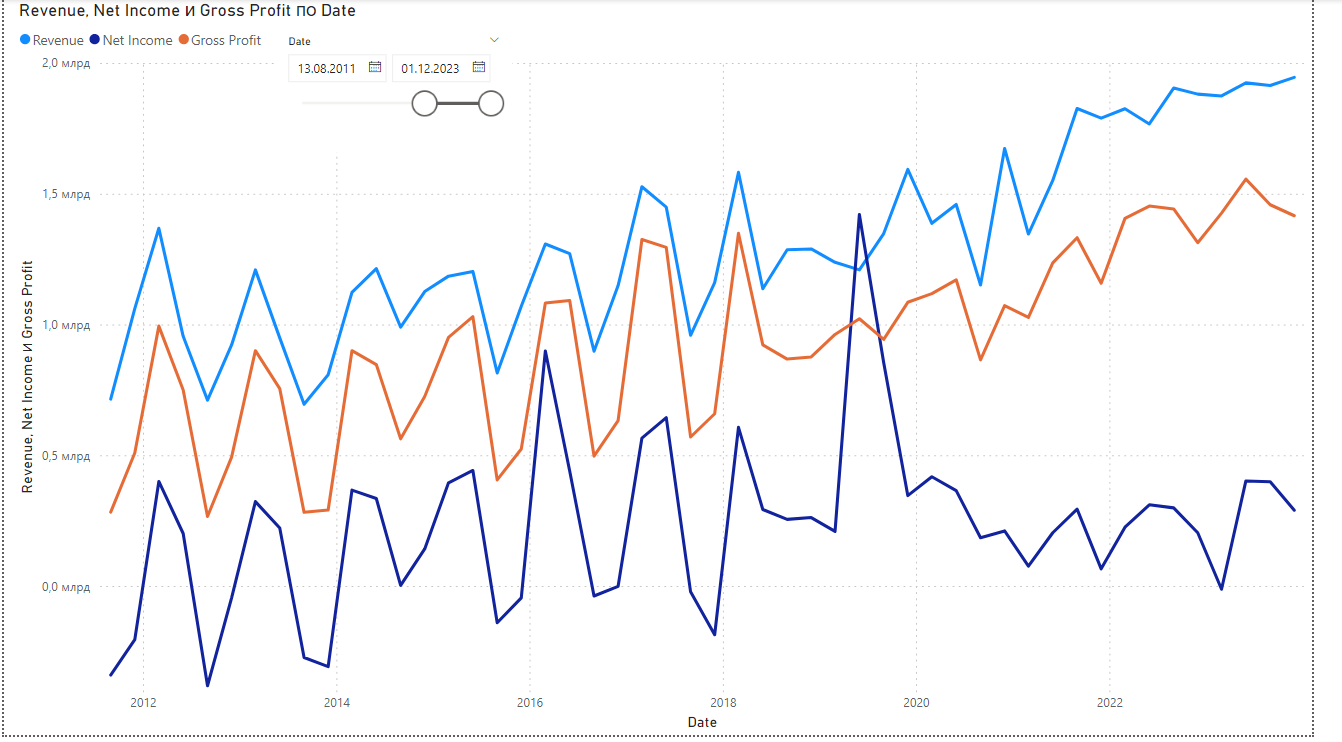 Revenue, Net Income и Gross Profit по Date
Revenue Net Income Gross Profit
Date
13.08.2011 01.12.2023
2,0 млрд
1,5 млрд
1,0 млрд
0,5 млрд
0,0 млрд
Revenue, Net Income и Gross Profit
2012 2014 2016 2018 2020 2022
Date